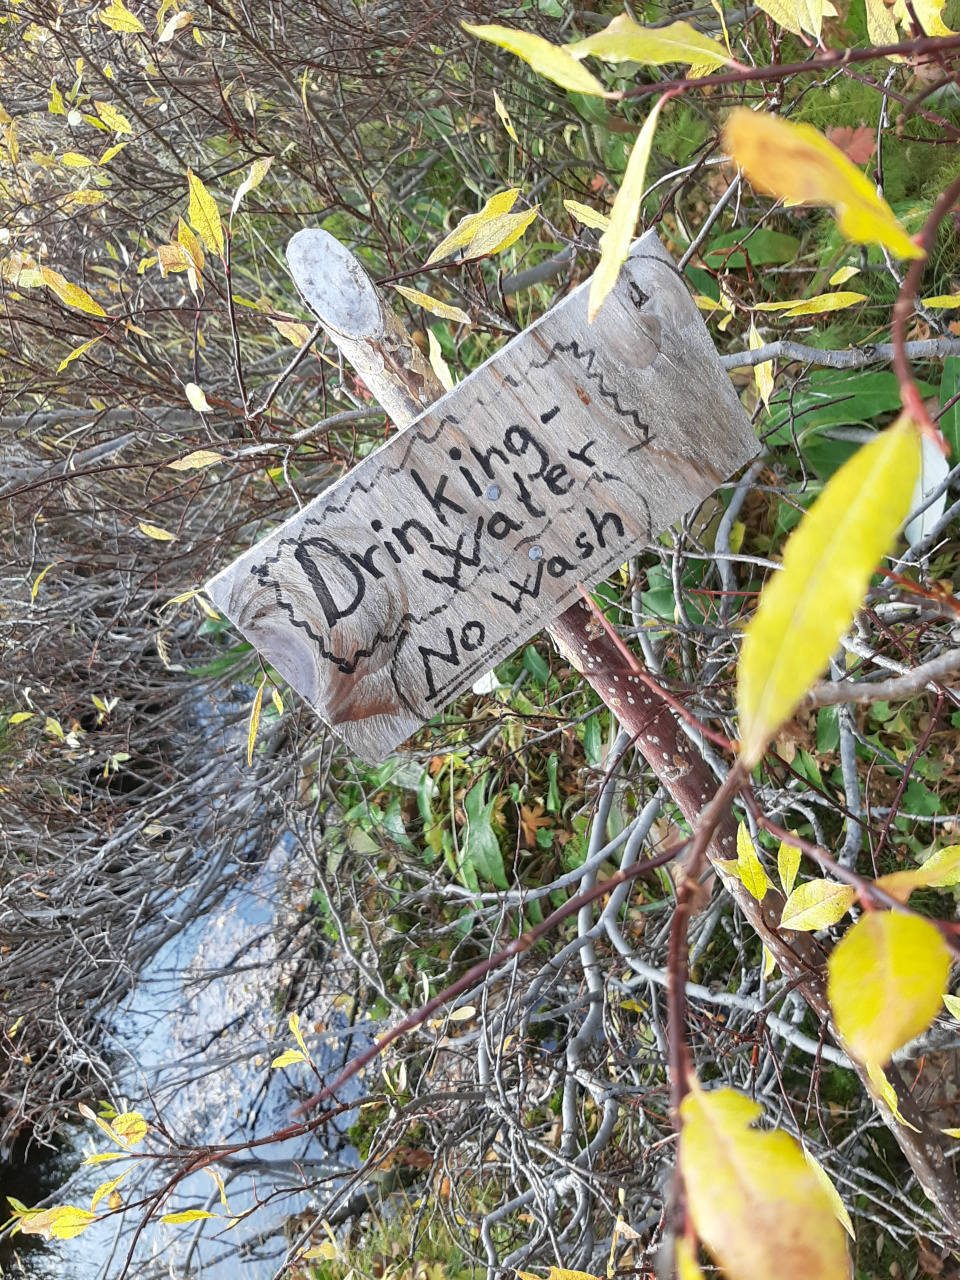 Drinking-
Water
No Wash